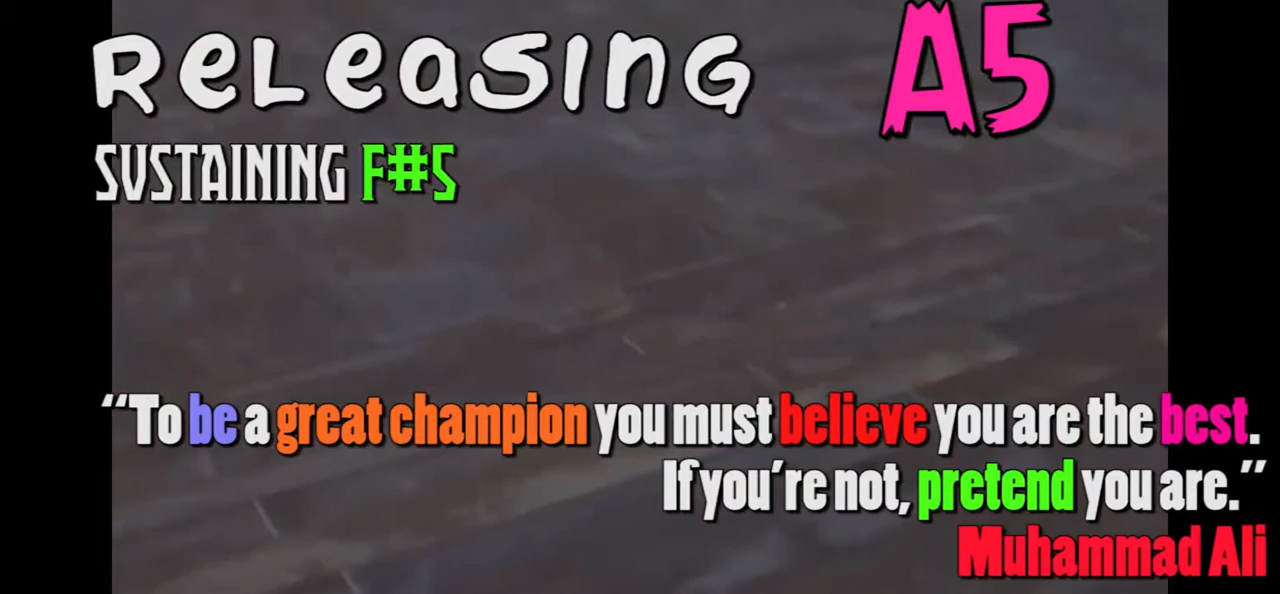 Releasing A5
SUSTAINING F#5
“To be a great champion you must believe you are the best.
If you’re not, pretend you are.”
Muhammad Ali